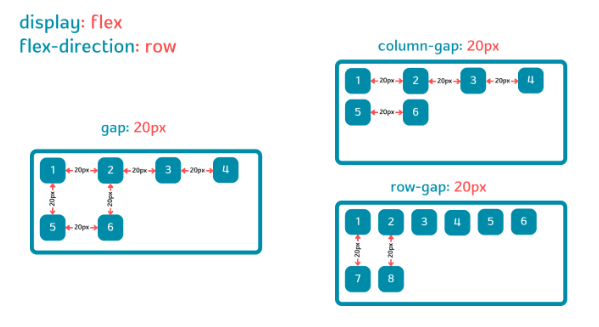 display: flex
flex-direction: row
gap: 20px
1 20px 2 20px 3 20px 4
20px 20px
5 20px 6
column-gap: 20px
1 20px 2 20px 3 20px 4
5 20px 6
row-gap: 20px
1 2 3 4 5 6
20px 20px
7 8